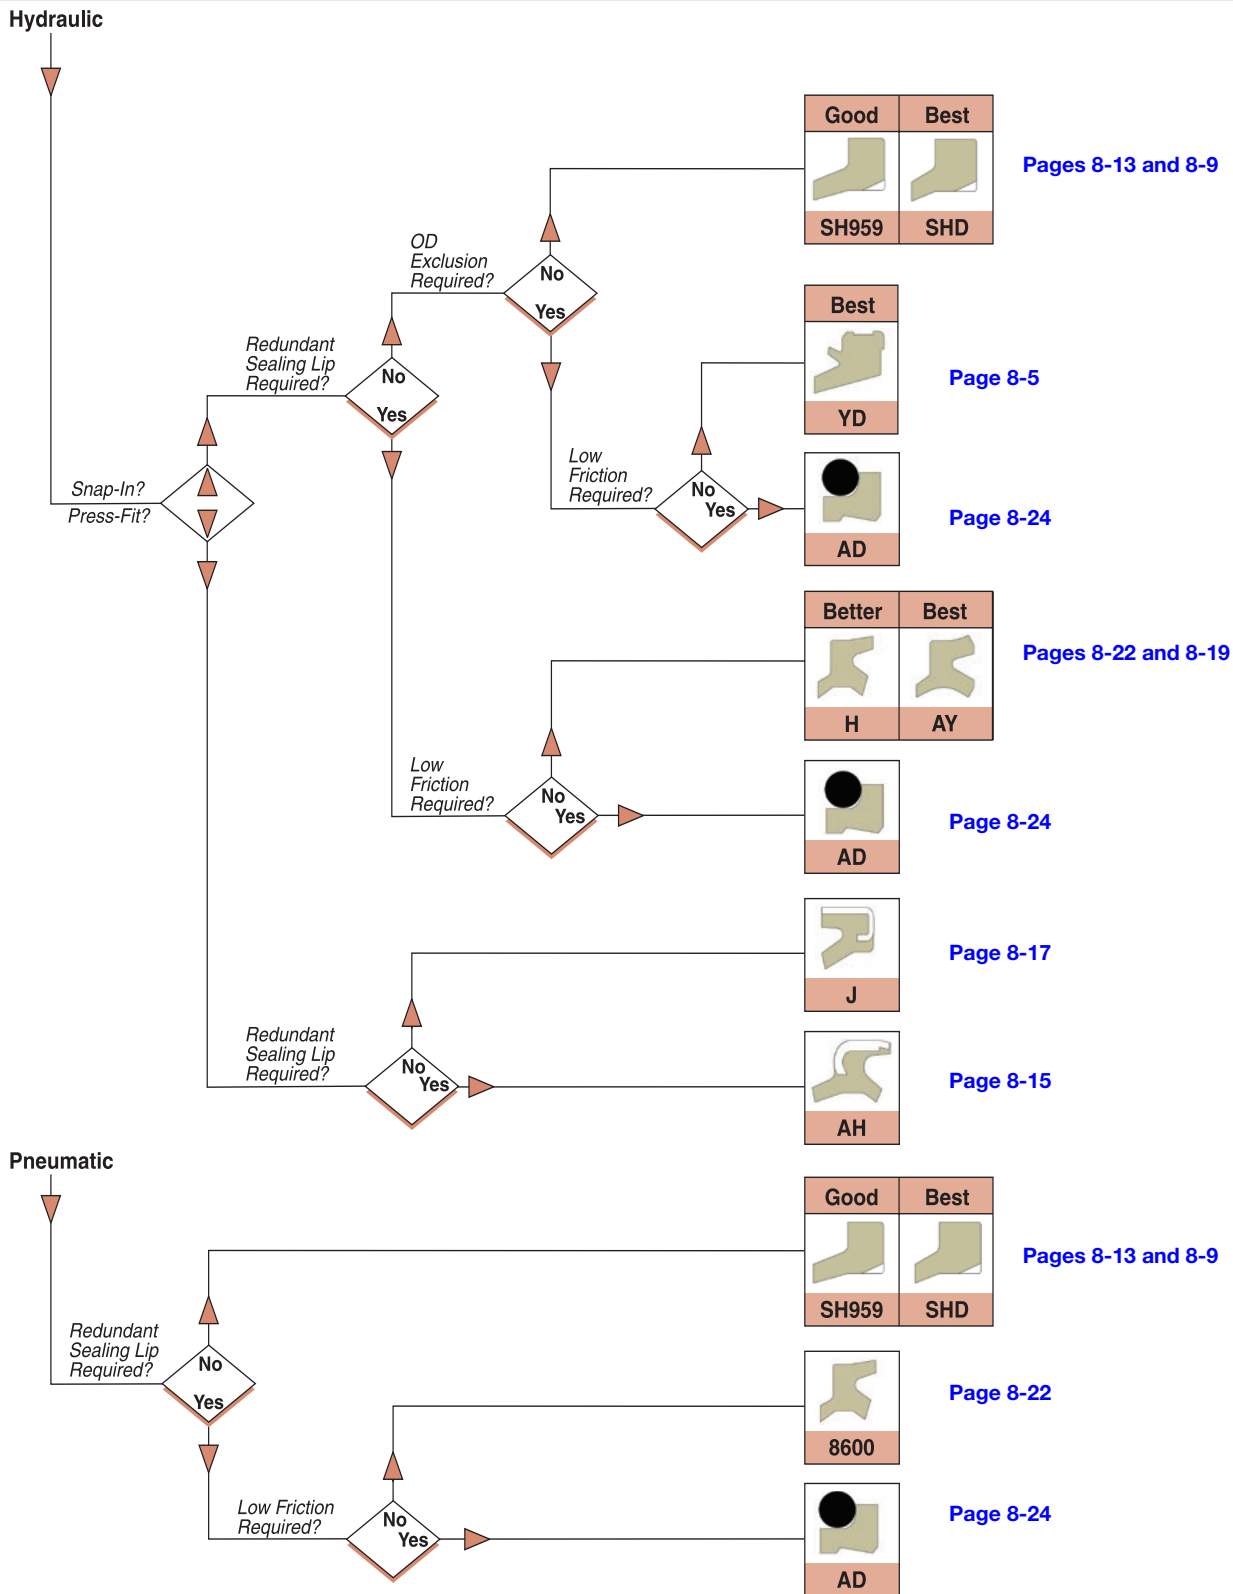 Hydraulic
Good Best
Pages 8-13 and 8-9
SH959 SHD
OD
Exclusion
Required?
No
Yes
Best
Page 8-5
YD
Redundant
Sealing Lip
Required?
No
Yes
Low
Friction
Required?
No
Yes
Page 8-24
AD
Snap-In?
Press-Fit?
Better Best
Pages 8-22 and 8-19
H AY
Low
Friction
Required?
No
Yes
Page 8-24
AD
Page 8-17
J
Redundant
Sealing Lip
Required?
No
Yes
Page 8-15
AH
Pneumatic
Good Best
Pages 8-13 and 8-9
SH959 SHD
Redundant
Sealing Lip
Required?
No
Yes
Page 8-22
8600
Low Friction
Required?
No
Yes
Page 8-24
AD